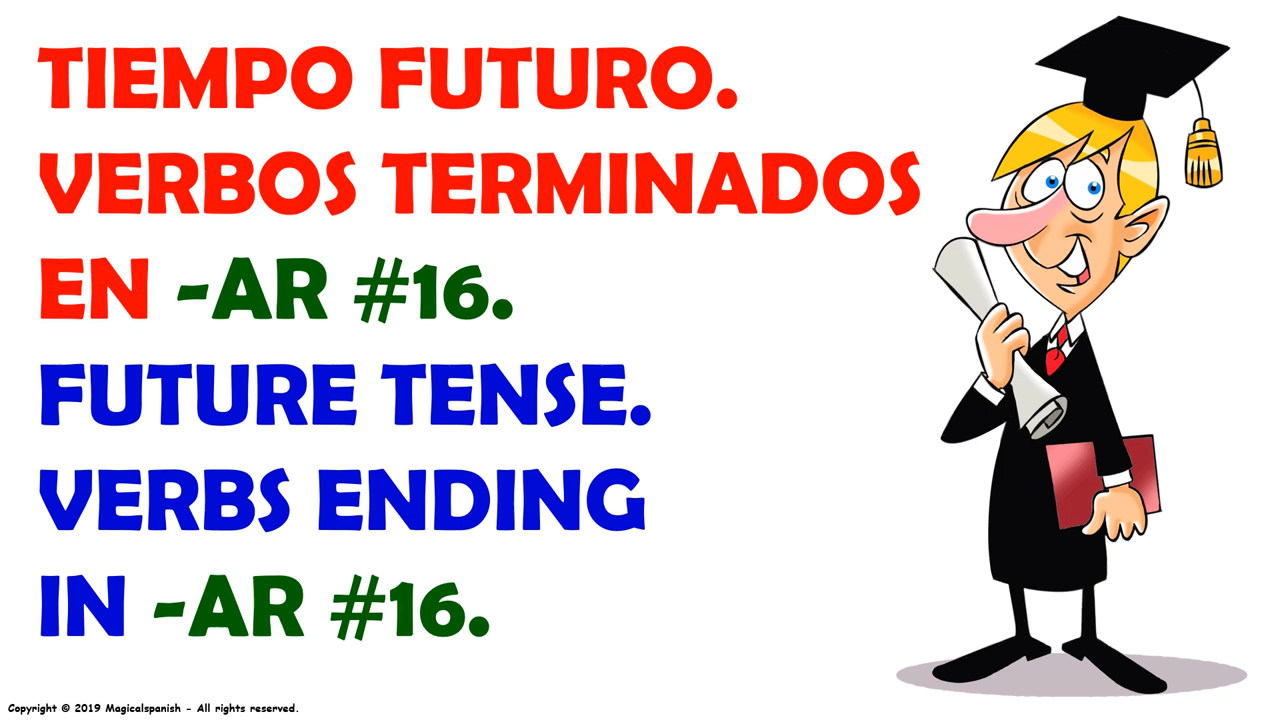 TIEMPO FUTURO.
VERBOS TERMINADOS
EN -AR #16.
FUTURE TENSE.
VERBS ENDING
IN -AR #16.
Copyright © 2019 Magicalspanish - All rights reserved.